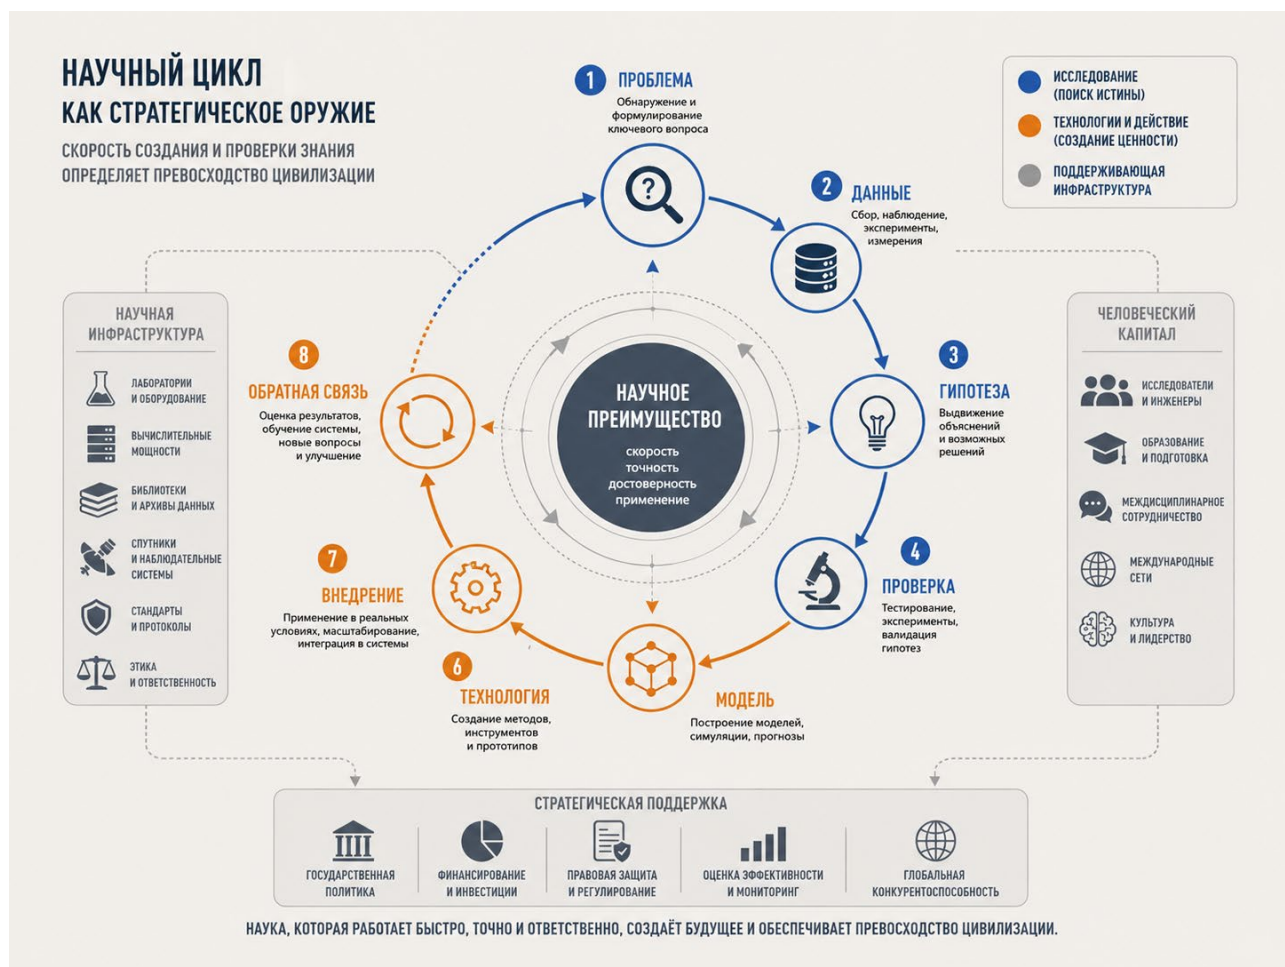 НАУЧНЫЙ ЦИКЛ
КАК СТРАТЕГИЧЕСКОЕ ОРУЖИЕ
СКОРОСТЬ СОЗДАНИЯ И ПРОВЕРКИ ЗНАНИЯ
ОПРЕДЕЛЯЕТ ПРЕВОСХОДСТВО ЦИВИЛИЗАЦИИ
ИССЛЕДОВАНИЕ
(ПОИСК ИСТИНЫ)
ТЕХНОЛОГИИ И ДЕЙСТВИЕ
(СОЗДАНИЕ ЦЕННОСТИ)
ПОДДЕРЖИВАЮЩАЯ
ИНФРАСТРУКТУРА
1 ПРОБЛЕМА
Обнаружение и
формулирование
ключевого вопроса
?
2 ДАННЫЕ
Сбор, наблюдение,
эксперименты,
измерения
3
ГИПОТЕЗА
Выдвижение
объяснений
и возможных
решений
4
ПРОВЕРКА
Тестирование,
эксперименты,
валидация
гипотез
МОДЕЛЬ
Построение моделей,
симуляции, прогнозы
6
ТЕХНОЛОГИЯ
Создание методов,
инструментов
и прототипов
7
ВНЕДРЕНИЕ
Применение в реальных
условиях, масштабирование,
интеграция в системы
8
ОБРАТНАЯ СВЯЗЬ
Оценка результатов,
обучение системы,
новые вопросы
и улучшение
НАУЧНОЕ
ПРЕИМУЩЕСТВО
скорость
точность
достоверность
применение
НАУЧНАЯ
ИНФРАСТРУКТУРА
ЛАБОРАТОРИИ
И ОБОРУДОВАНИЕ
ВЫЧИСЛИТЕЛЬНЫЕ
МОЩНОСТИ
БИБЛИОТЕКИ
И АРХИВЫ ДАННЫХ
СПУТНИКИ
И НАБЛЮДАТЕЛЬНЫЕ
СИСТЕМЫ
СТАНДАРТЫ
И ПРОТОКОЛЫ
ЭТИКА
И ОТВЕТСТВЕННОСТЬ
ЧЕЛОВЕЧЕСКИЙ
КАПИТАЛ
ИССЛЕДОВАТЕЛИ
И ИНЖЕНЕРЫ
ОБРАЗОВАНИЕ
И ПОДГОТОВКА
МЕЖДИСЦИПЛИНАРНОЕ
СОТРУДНИЧЕСТВО
МЕЖДУНАРОДНЫЕ
СЕТИ
КУЛЬТУРА
И ЛИДЕРСТВО
СТРАТЕГИЧЕСКАЯ ПОДДЕРЖКА
ГОСУДАРСТВЕННАЯ
ПОЛИТИКА
ФИНАНСИРОВАНИЕ
И ИНВЕСТИЦИИ
ПРАВОВАЯ ЗАЩИТА
И РЕГУЛИРОВАНИЕ
ОЦЕНКА ЭФФЕКТИВНОСТИ
И МОНИТОРИНГ
ГЛОБАЛЬНАЯ
КОНКУРЕНТОСПОСОБНОСТЬ
НАУКА, КОТОРАЯ РАБОТАЕТ БЫСТРО, ТОЧНО И ОТВЕТСТВЕННО, СОЗДАЁТ БУДУЩЕЕ И ОБЕСПЕЧИВАЕТ ПРЕВОСХОДСТВО ЦИВИЛИЗАЦИИ.